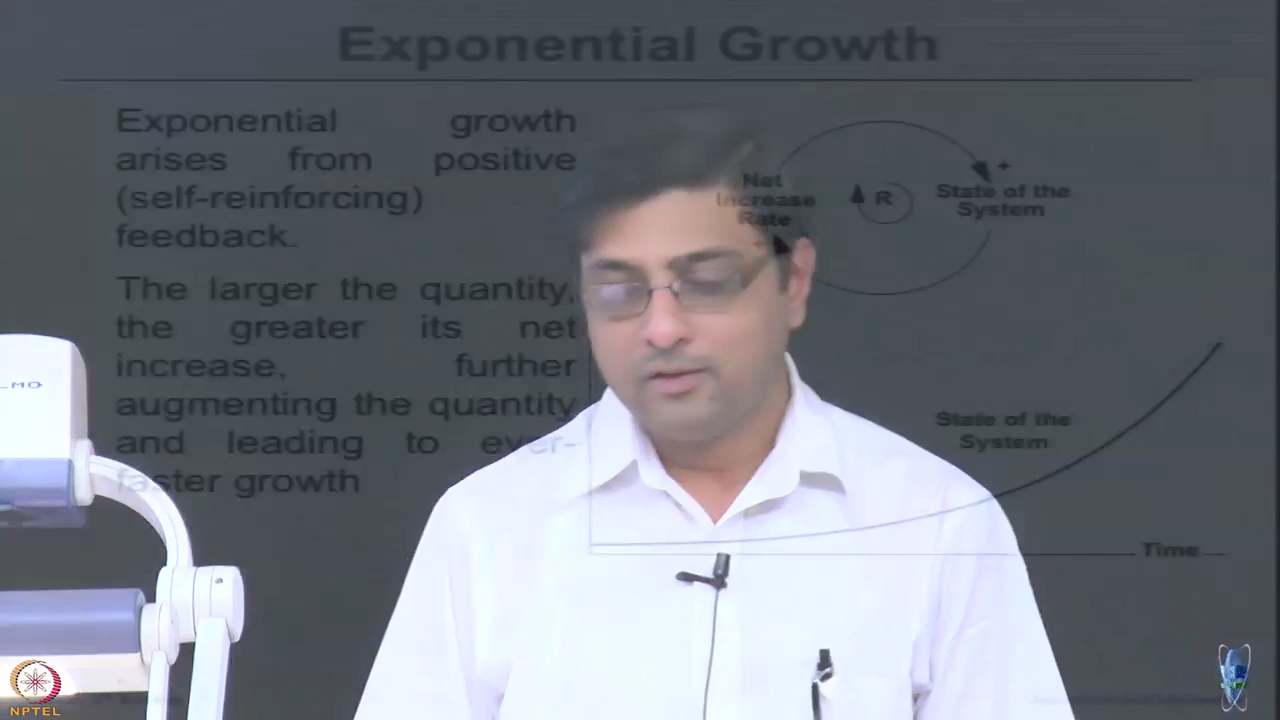 Exponential Growth
Exponential growth
arises from positive
(self-reinforcing)
feedback.
The larger the quantity,
the greater its net
increase, further
augmenting the quantity
and leading to ever-
faster growth
Net
Increase
Rate
R
+
State of the
System
State of the
System
Time
LMO
NPTEL